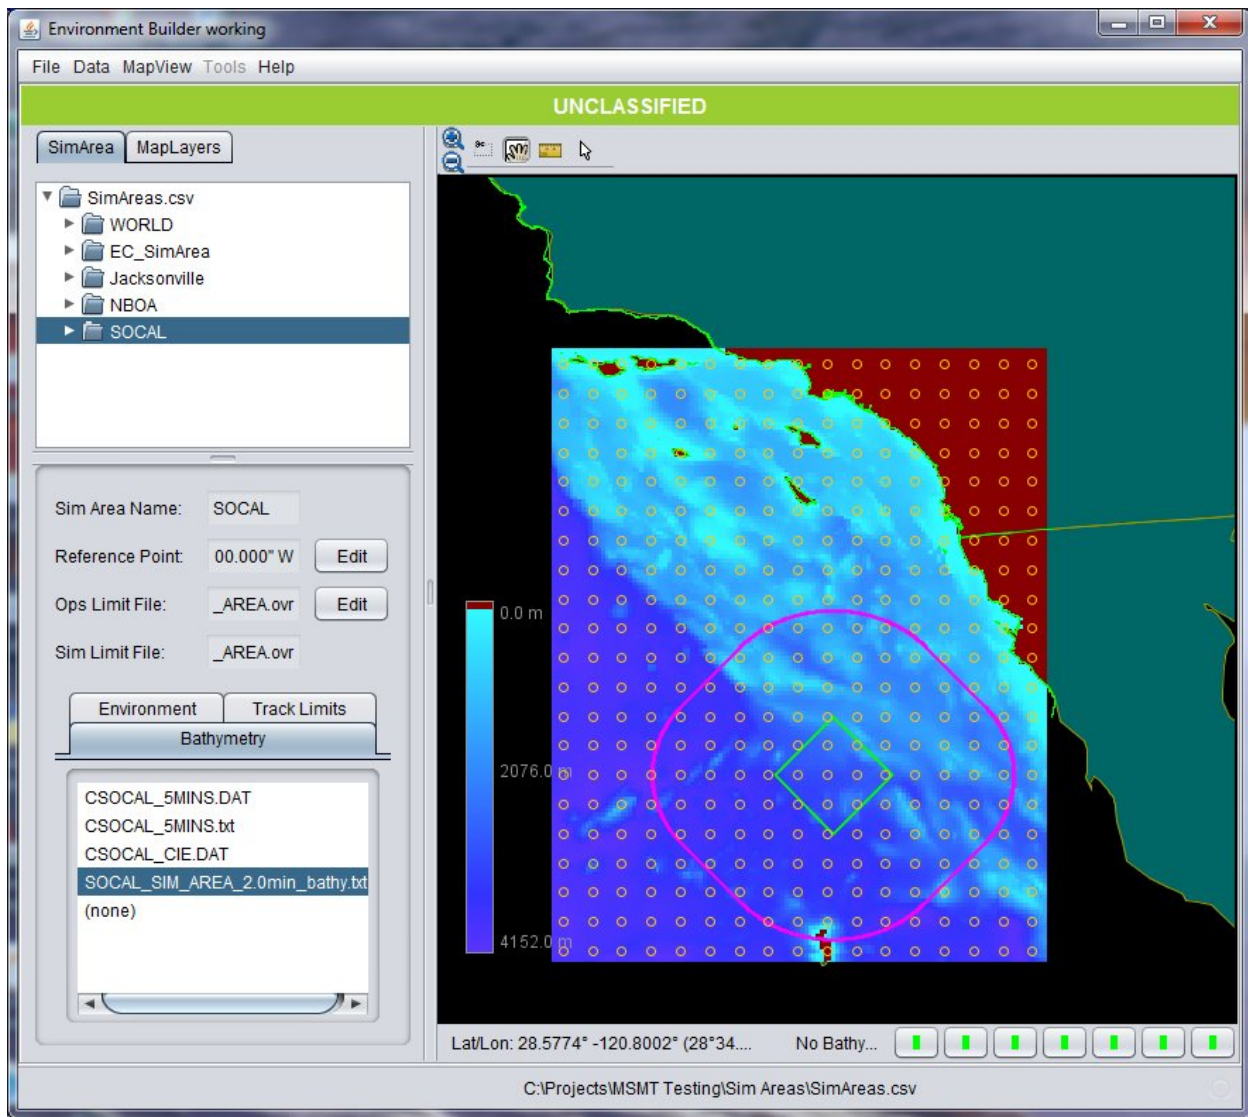 Environment Builder working
File Data MapView Tools Help
UNCLASSIFIED
SimArea MapLayers
SimAreas.csv
WORLD
EC_SimArea
Jacksonville
NBOA
SOCAL
Sim Area Name: SOCAL
Reference Point: 00.000" W Edit
Ops Limit File: _AREA.ovr Edit
Sim Limit File: _AREA.ovr
Environment Track Limits
Bathymetry
CSOCAL_5MINS.DAT
CSOCAL_5MINS.txt
CSOCAL_CIE.DAT
SOCAL_SIM_AREA_2.0min_bathy.txt
(none)
0.0 m
2076.0 m
4152.0 m
Lat/Lon: 28.5774° -120.8002° (28°34.... No Bathy...
C:\Projects\MSMT Testing\Sim Areas\SimAreas.csv